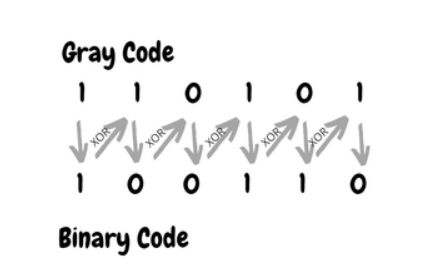 Gray Code
1 1 0 1 0 1
XOR XOR XOR XOR XOR
1 0 0 1 1 0
Binary Code